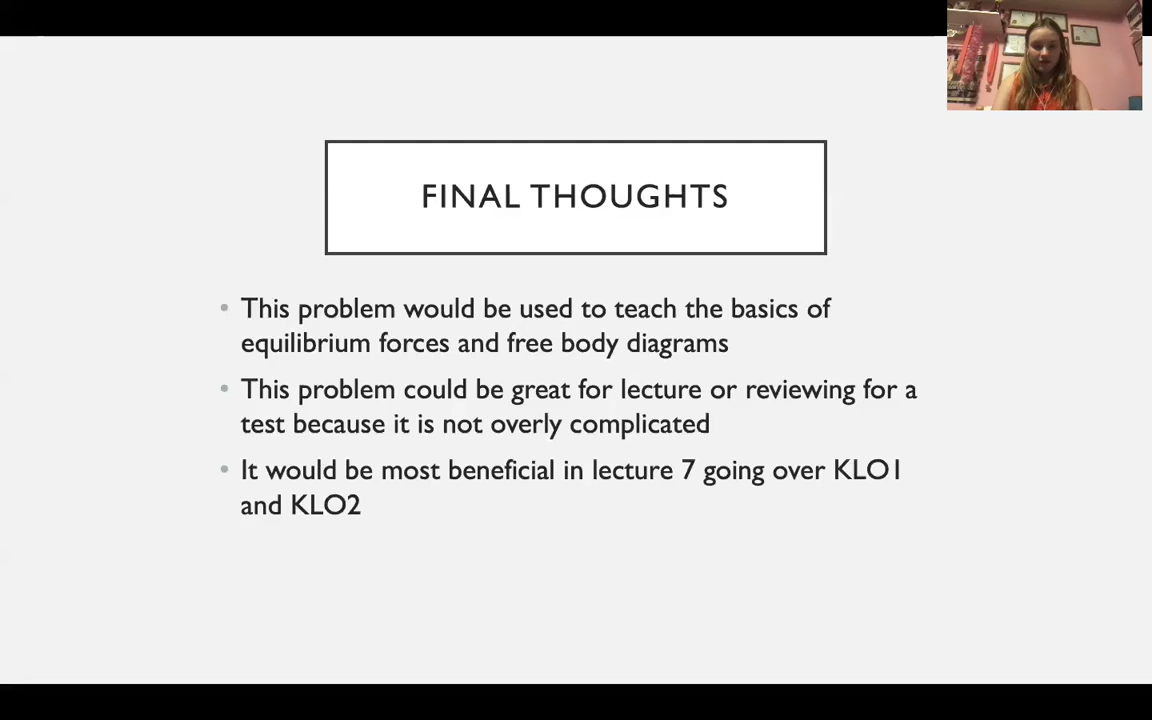 FINAL THOUGHTS
This problem would be used to teach the basics of
equilibrium forces and free body diagrams
This problem could be great for lecture or reviewing for a
test because it is not overly complicated
It would be most beneficial in lecture 7 going over KLO1
and KLO2